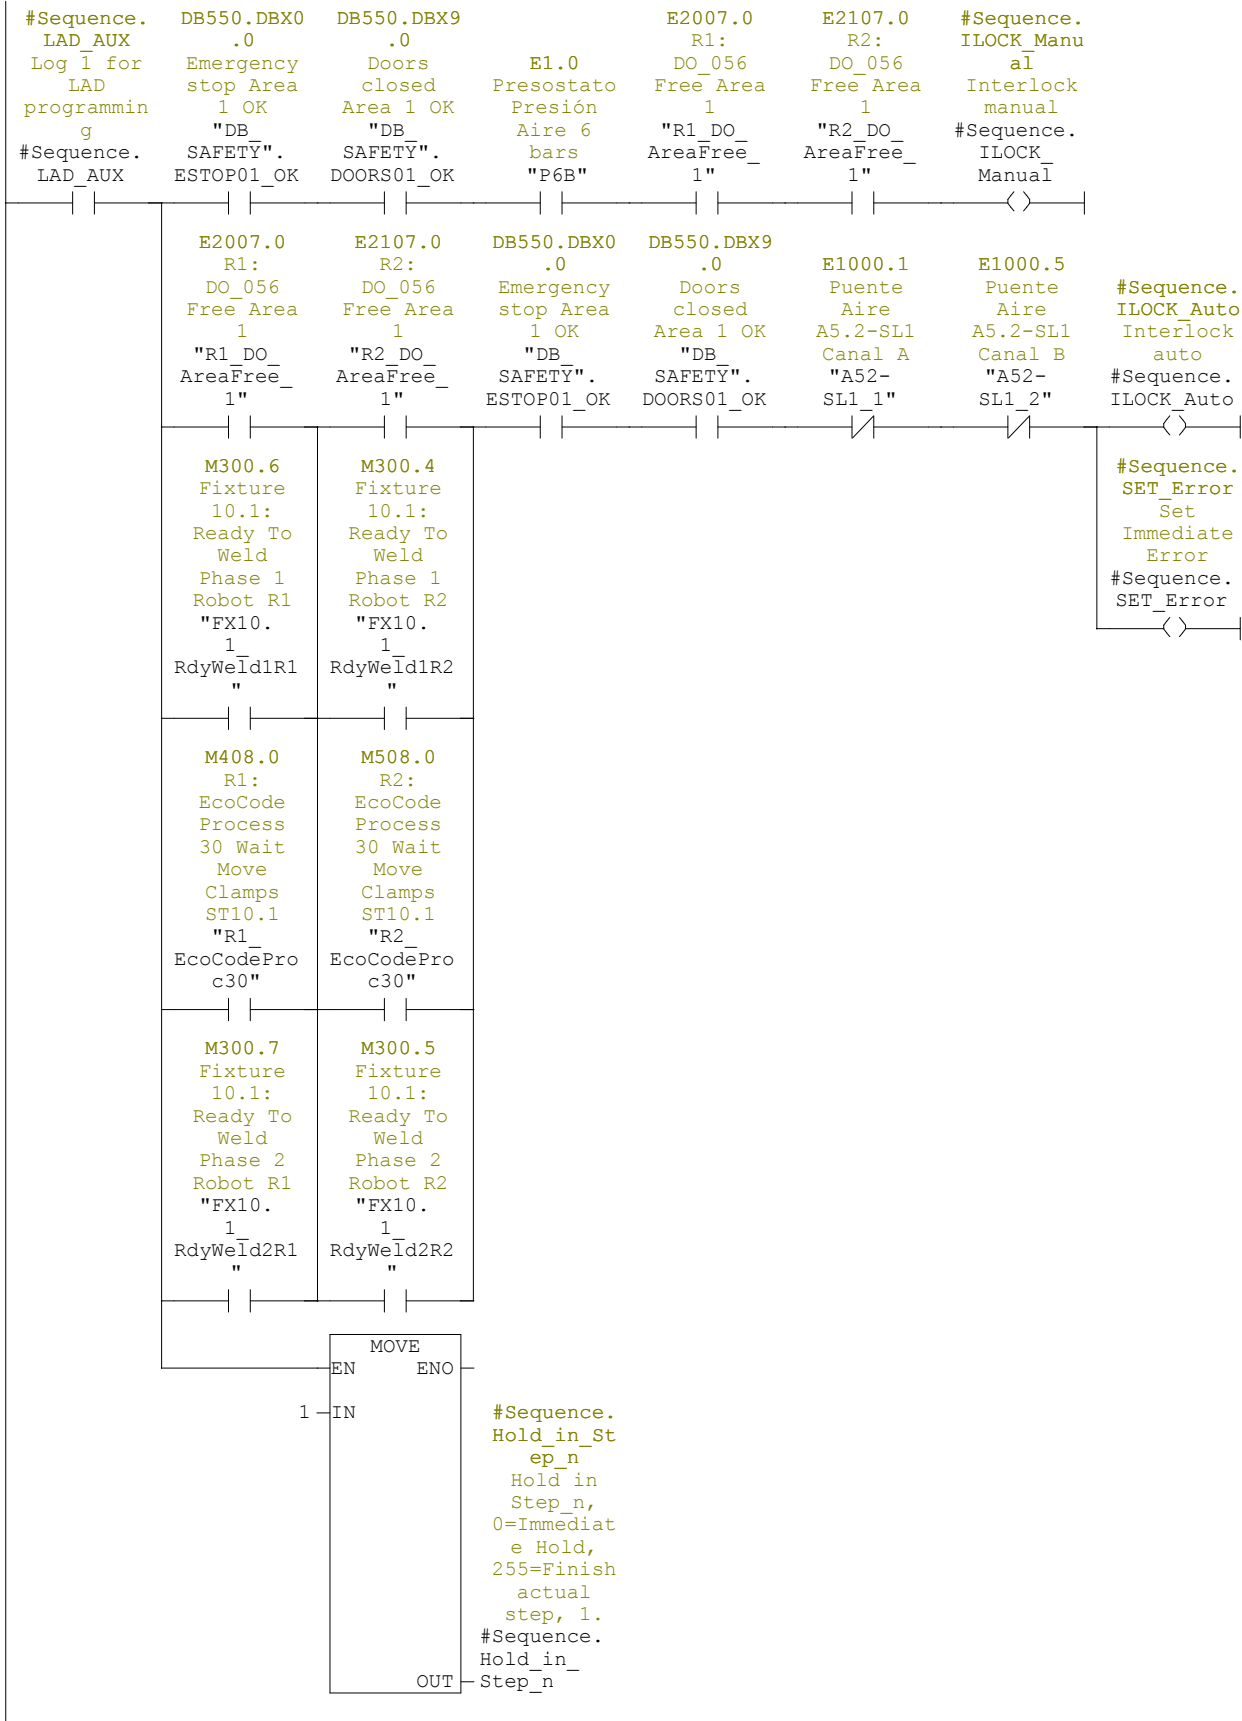 #Sequence.
LAD_AUX
Log 1 for
LAD
programmin
g
#Sequence.
LAD_AUX
DB550.DBX0
.0
Emergency
stop Area
1 OK
"DB_
SAFETY".
ESTOP01_OK
DB550.DBX9
.0
Doors
closed
Area 1 OK
"DB_
SAFETY".
DOORS01_OK
E1.0
Presostato
Presión
Aire 6
bars
"P6B"
E2007.0
R1:
DO_056
Free Area
1
"R1_DO_
AreaFree_
1"
E2107.0
R2:
DO_056
Free Area
1
"R2_DO_
AreaFree_
1"
#Sequence.
ILOCK_Manu
al
Interlock
manual
#Sequence.
ILOCK_
Manual
E2007.0
R1:
DO_056
Free Area
1
"R1_DO_
AreaFree_
1"
E2107.0
R2:
DO_056
Free Area
1
"R2_DO_
AreaFree_
1"
DB550.DBX0
.0
Emergency
stop Area
1 OK
"DB_
SAFETY".
ESTOP01_OK
DB550.DBX9
.0
Doors
closed
Area 1 OK
"DB_
SAFETY".
DOORS01_OK
E1000.1
Puente
Aire
A5.2-SL1
Canal A
"A52-
SL1_1"
E1000.5
Puente
Aire
A5.2-SL1
Canal B
"A52-
SL1_2"
#Sequence.
ILOCK_Auto
Interlock
auto
#Sequence.
ILOCK_Auto
M300.6
Fixture
10.1:
Ready To
Weld
Phase 1
Robot R1
"FX10.
1_
RdyWeld1R1
"
M300.4
Fixture
10.1:
Ready To
Weld
Phase 1
Robot R2
"FX10.
1_
RdyWeld1R2
"
#Sequence.
SET_Error
Set
Immediate
Error
#Sequence.
SET_Error
M408.0
R1:
EcoCode
Process
30 Wait
Move
Clamps
ST10.1
"R1_
EcoCodePro
c30"
M508.0
R2:
EcoCode
Process
30 Wait
Move
Clamps
ST10.1
"R2_
EcoCodePro
c30"
M300.7
Fixture
10.1:
Ready To
Weld
Phase 2
Robot R1
"FX10.
1_
RdyWeld2R1
"
M300.5
Fixture
10.1:
Ready To
Weld
Phase 2
Robot R2
"FX10.
1_
RdyWeld2R2
"
MOVE
EN ENO
1 IN
#Sequence.
Hold_in_St
ep_n
Hold in
Step_n,
0=Immediat
e Hold,
255=Finish
actual
step, 1.
#Sequence.
Hold_in_
OUT Step_n